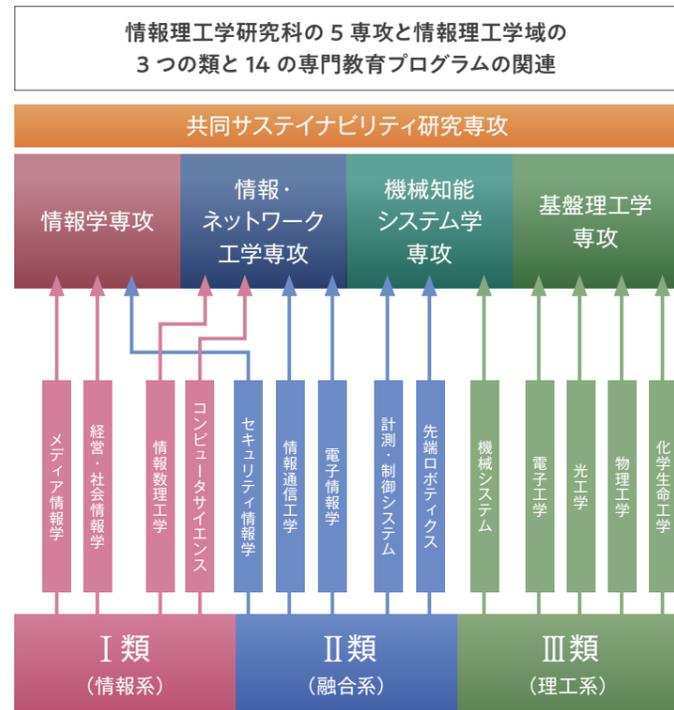 情報理工学研究科の5専攻と情報理工学域の
3つの類と14の専門教育プログラムの関連
共同サステイナビリティ研究専攻
情報学専攻
情報・
ネットワーク
工学専攻
機械知能
システム学
専攻
基盤理工学
専攻
メディア情報学
経営・社会情報学
情報数理工学
コンピュータサイエンス
セキュリティ情報学
情報通信工学
電子情報学
計測・制御システム
先端ロボティクス
機械システム
電子工学
光工学
物理工学
化学生命工学
Ⅰ類
（情報系）
Ⅱ類
（融合系）
Ⅲ類
（理工系）